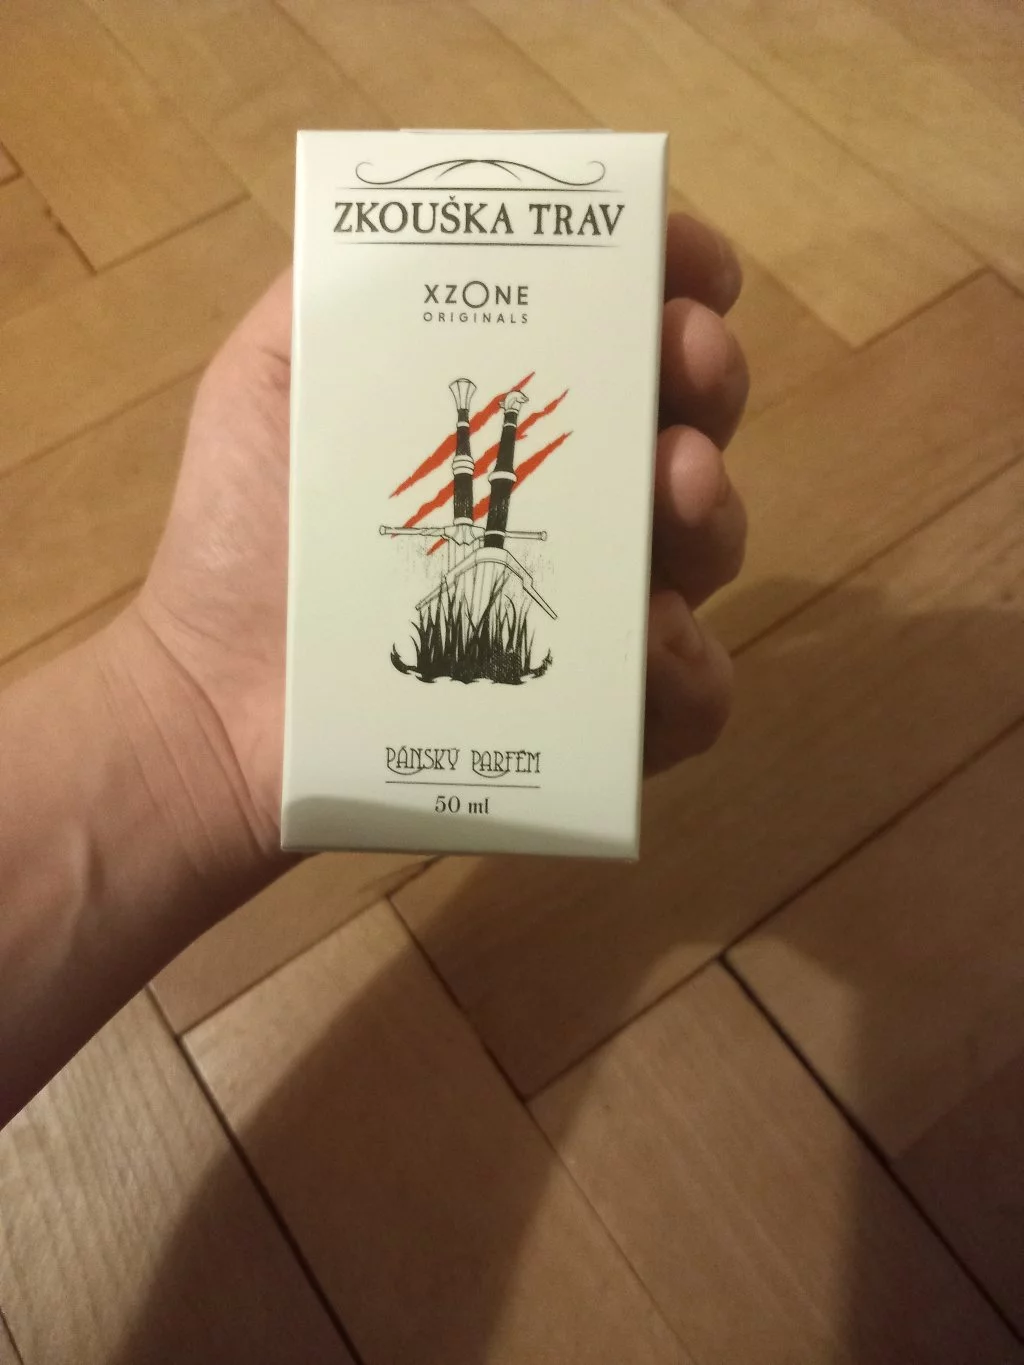 ZKOUŠKA TRAV
XZONE
ORIGINALS
PÁNSKÝ PARFÉM
50 ml